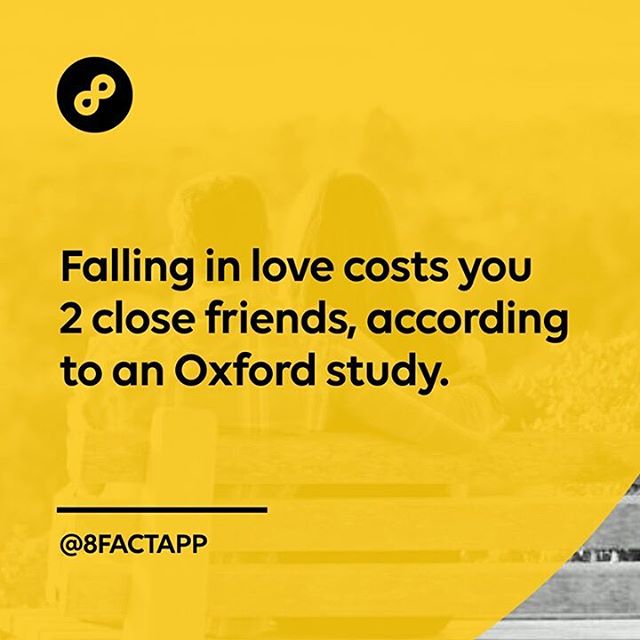 Falling in love costs you
2 close friends, according
to an Oxford study.
@8FACTAPP